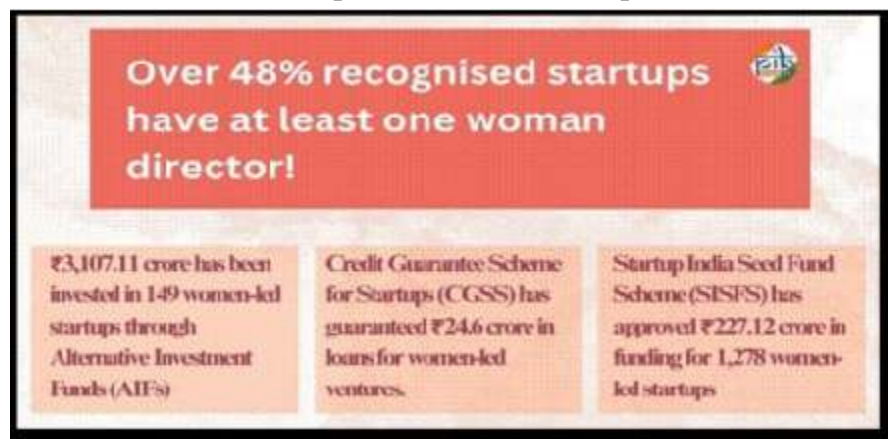 Over 48% recognised startups
have at least one woman
director!
₹3,107.11 crore has been
invested in 149 women-led
startups through
Alternative Investment
Funds (AIFs)
Credit Guarantee Scheme
for Startups (CGSS) has
guaranteed ₹24.6 crore in
loans for women-led
ventures.
Startup India Seed Fund
Scheme (SISFS) has
approved ₹227.12 crore in
funding for 1,278 women-
led startups